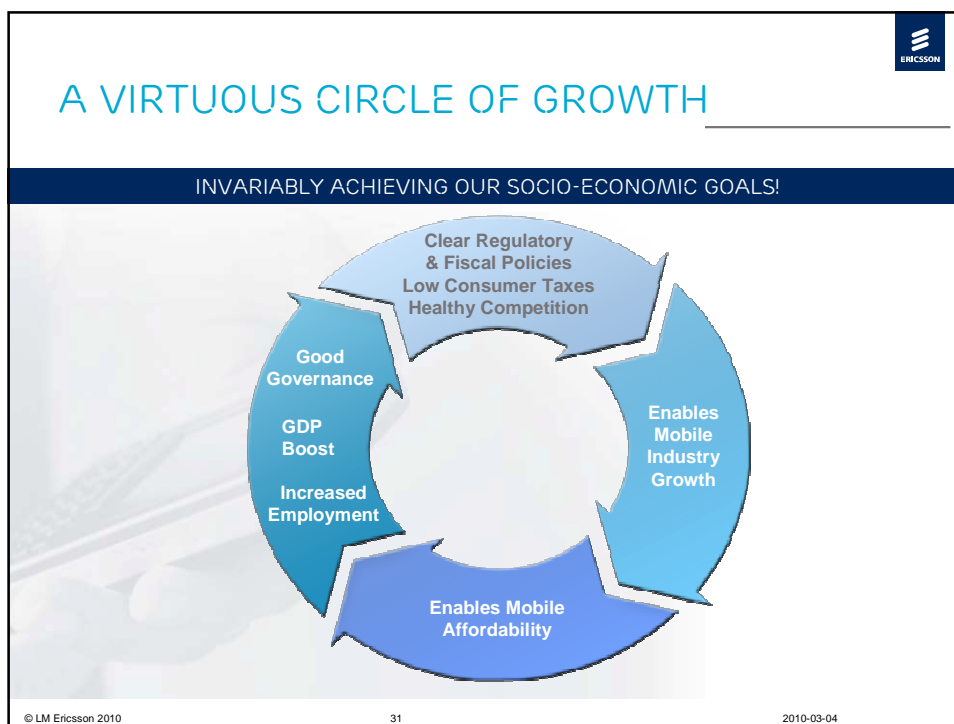 ERICSSON
A VIRTUOUS CIRCLE OF GROWTH
INVARIABLY ACHIEVING OUR SOCIO-ECONOMIC GOALS!
Clear Regulatory
& Fiscal Policies
Low Consumer Taxes
Healthy Competition
Enables
Mobile
Industry
Growth
Enables Mobile
Affordability
Good
Governance
GDP
Boost
Increased
Employment
© LM Ericsson 2010
31
2010-03-04